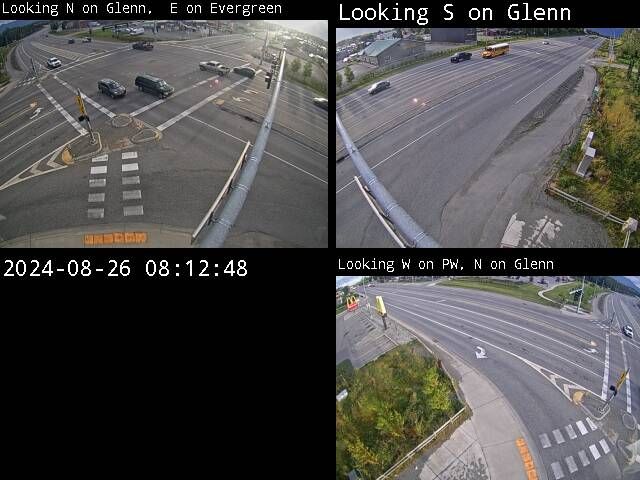 Looking N on Glenn,  E on Evergreen
Looking S on Glenn
2024-08-26 08:12:48
Looking W on PW, N on Glenn